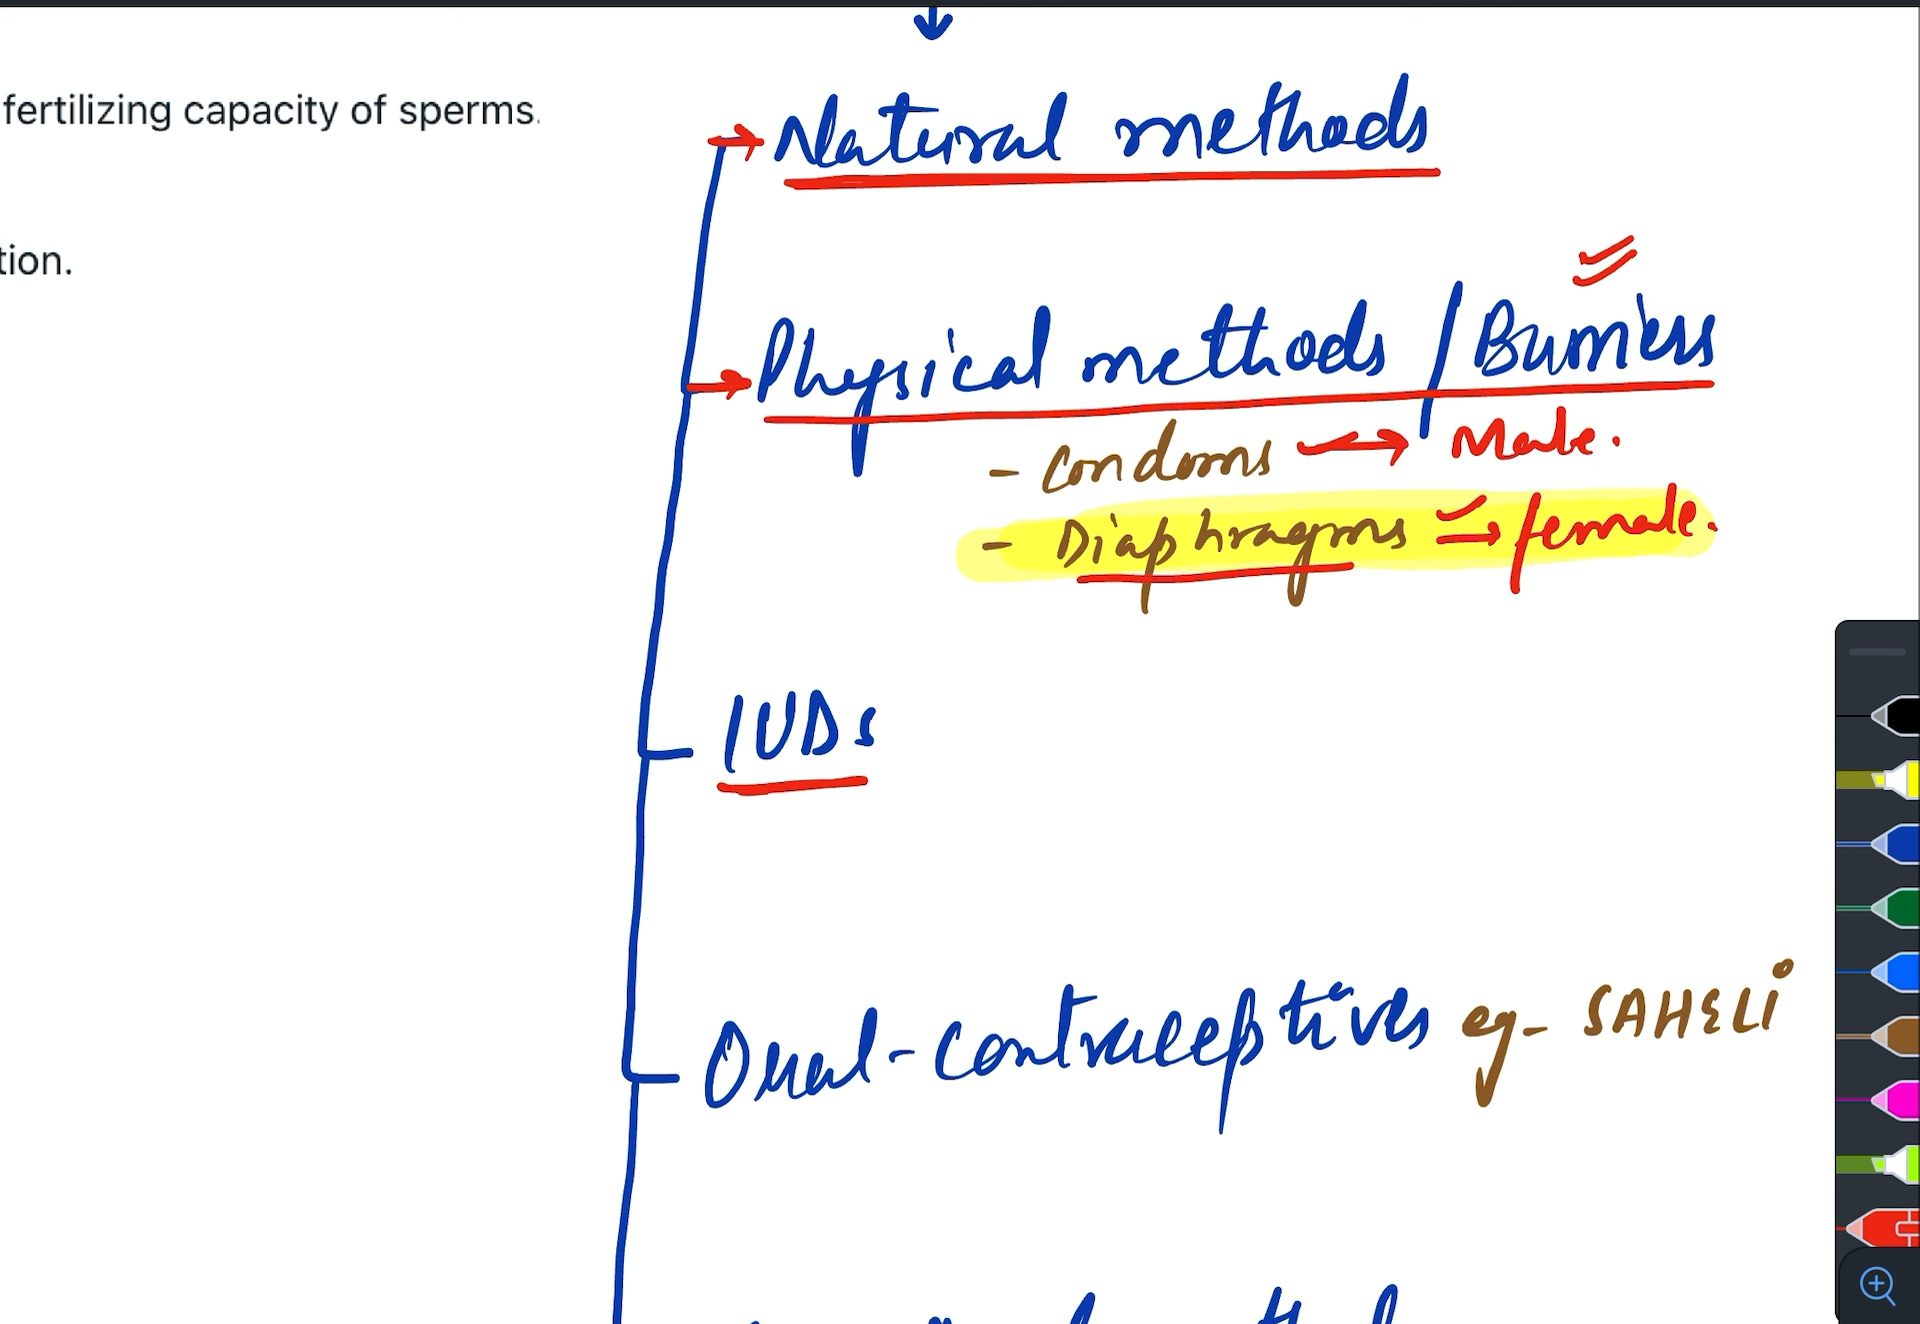 fertilizing capacity of sperms.
tion.
Natural methods
Physical methods / Barriers
- Condoms → Male.
- Diaphragms → female.
IUDs
Oral-contraceptives eg- SAHELI